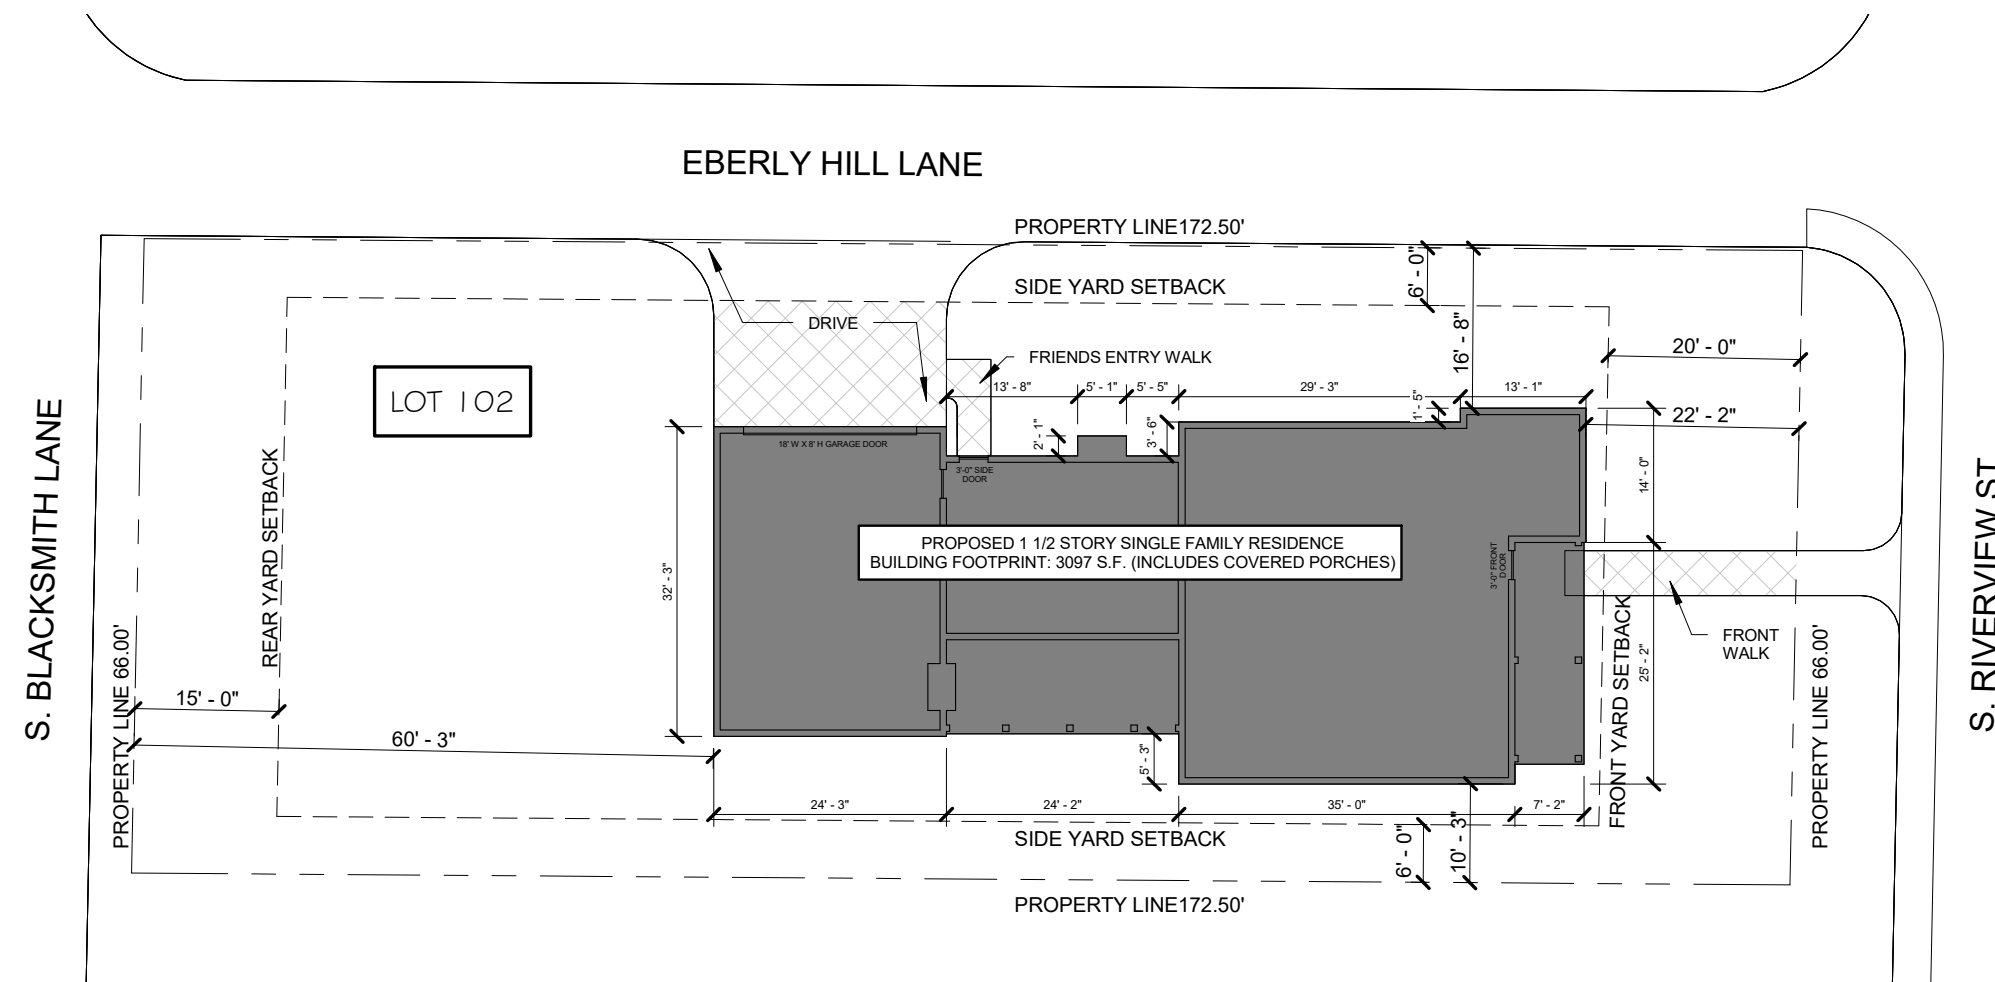 EBERLY HILL LANE
PROPERTY LINE172.50'
6' - 0"
SIDE YARD SETBACK
16' - 8"
DRIVE
20' - 0"
FRIENDS ENTRY WALK
13' - 8"
5' - 1"
5' - 5"
29' - 3"
13' - 1"
1' - 5"
LOT 102
22' - 2"
2' - 1"
3' - 6"
18' W X 8' H GARAGE DOOR
3'-0" SIDE
DOOR
14' - 0"
S. BLACKSMITH LANE
REAR YARD SETBACK
PROPOSED 1 1/2 STORY SINGLE FAMILY RESIDENCE
BUILDING FOOTPRINT: 3097 S.F. (INCLUDES COVERED PORCHES)
3'-0" FRONT
DOOR
32' - 3"
S. RIVERVIEW ST
FRONT
WALK
25' - 2"
FRONT YARD SETBACK
PROPERTY LINE 66.00'
PROPERTY LINE 66.00'
15' - 0"
60' - 3"
5' - 3"
24' - 3"
24' - 2"
35' - 0"
7' - 2"
SIDE YARD SETBACK
6' - 0"
10' - 3"
PROPERTY LINE172.50'